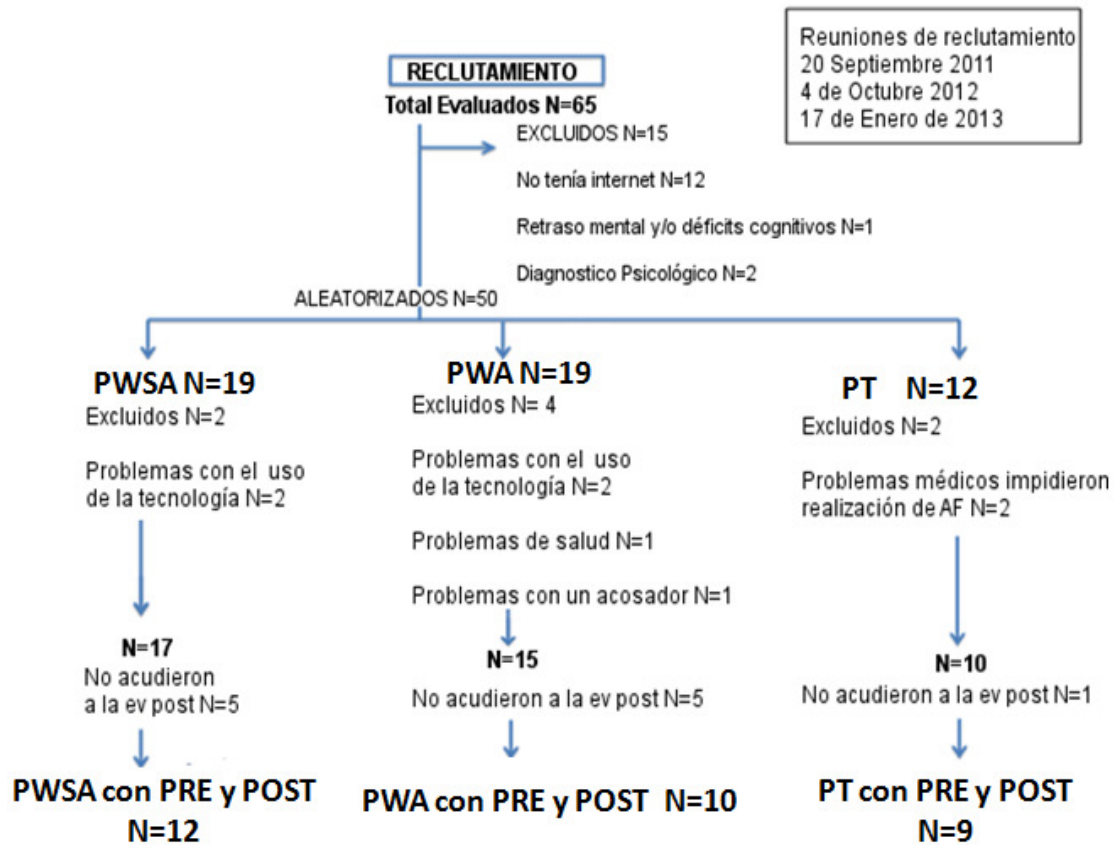 Reuniones de reclutamiento
20 Septiembre 2011
4 de Octubre 2012
17 de Enero de 2013
RECLUTAMIENTO
Total Evaluados N=65
EXCLUIDOS N=15
No tenía internet N=12
Retraso mental y/o déficits cognitivos N=1
Diagnostico Psicológico N=2
ALEATORIZADOS N=50
PWSA N=19
Excluidos N=2
Problemas con el uso
de la tecnología N=2
N=17
No acudieron
a la ev post N=5
PWSA con PRE y POST
N=12
PWA N=19
Excluidos N= 4
Problemas con el uso
de la tecnología N=2
Problemas de salud N=1
Problemas con un acosador N=1
N=15
No acudieron a la ev post N=5
PWA con PRE y POST N=10
PT N=12
Excluidos N=2
Problemas médicos impidieron
realización de AF N=2
N=10
No acudieron a la ev post N=1
PT con PRE y POST
N=9